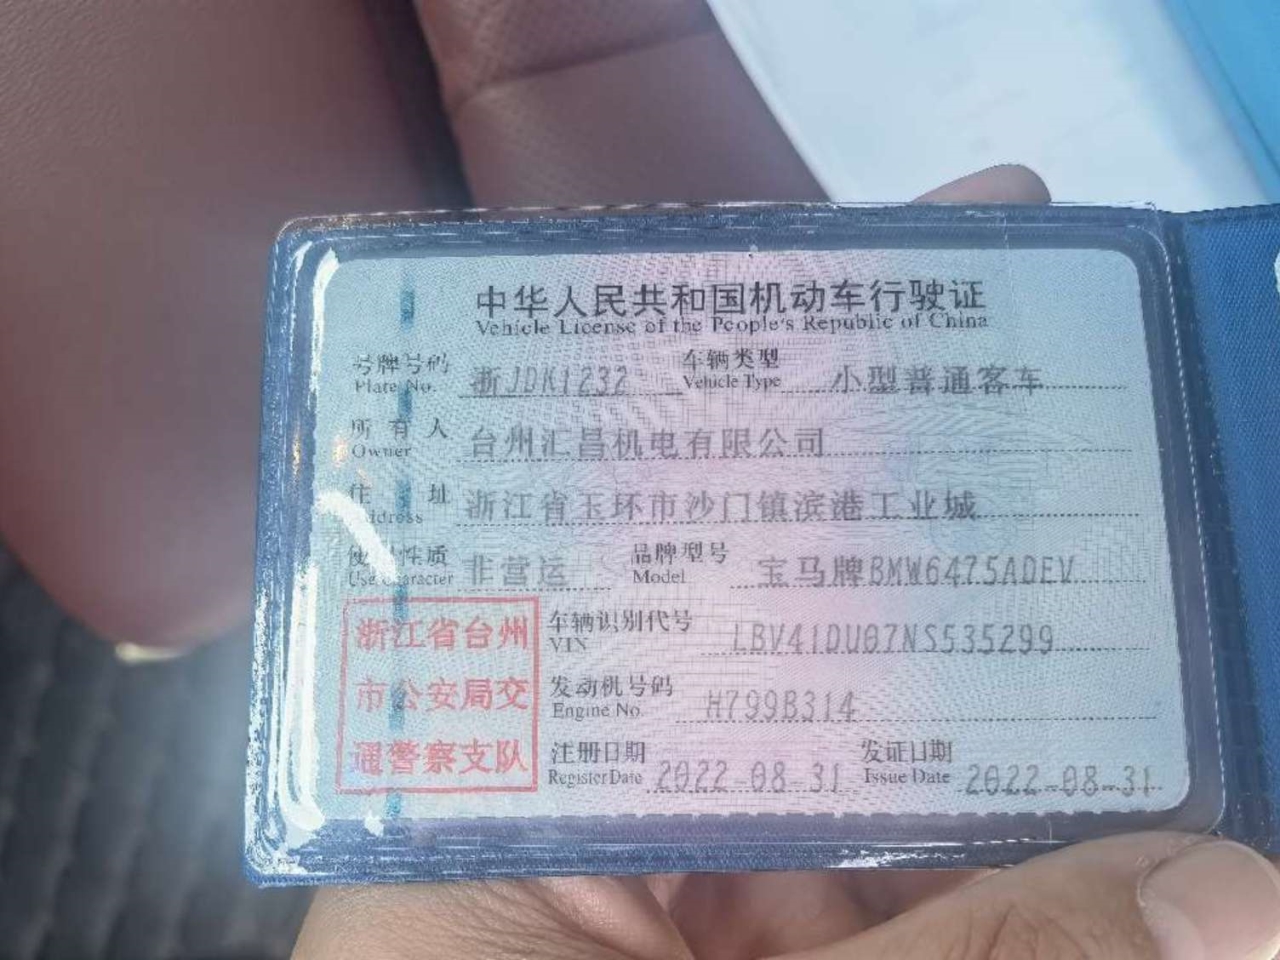 中华人民共和国机动车行驶证
Vehicle License of the People's Republic of China
号牌号码 浙JDK1232 车辆类型 小型普通客车
Plate No. Vehicle Type
所有人 台州汇昌机电有限公司
Owner
住址 浙江省玉环市沙门镇滨港工业城
Address
使用性质 非营运 品牌型号 宝马牌BMW6475ADEV
Use Character Model
浙江省台州
市公安局交
通警察支队
车辆识别代号 LBV41DU07NS535299
VIN
发动机号码 H799B314
Engine No.
注册日期 2022-08-31 发证日期 2022-08-31
Register Date Issue Date